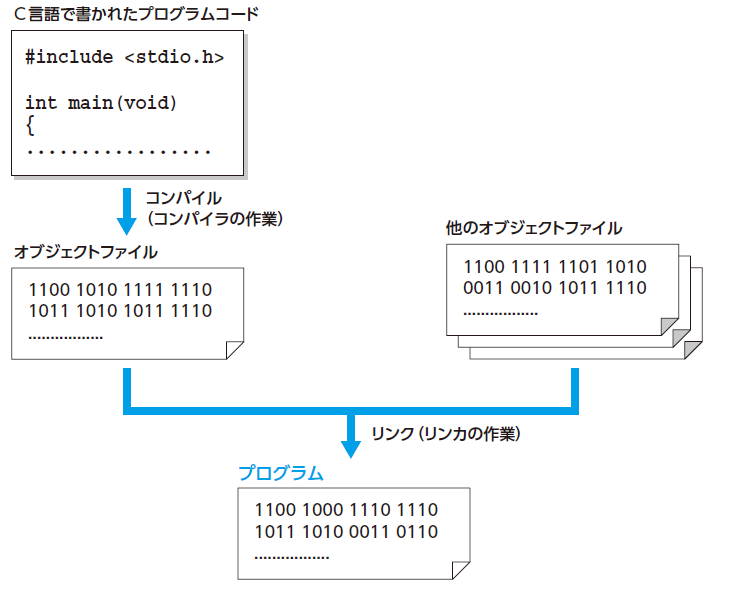 C言語で書かれたプログラムコード
#include <stdio.h>
int main(void)
{
.................
コンパイル
(コンパイラの作業)
オブジェクトファイル
1100 1010 1111 1110
1011 1010 1011 1110
.................
他のオブジェクトファイル
1100 1111 1101 1010
0011 0010 1011 1110
.................
リンク(リンカの作業)
プログラム
1100 1000 1110 1110
1011 1010 0011 0110
.................